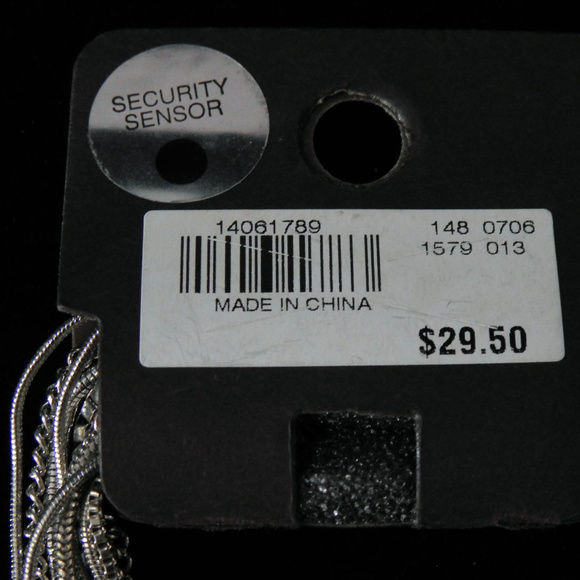 SECURITY
SENSOR
14061789 148 0706
1579 013
MADE IN CHINA
$29.50